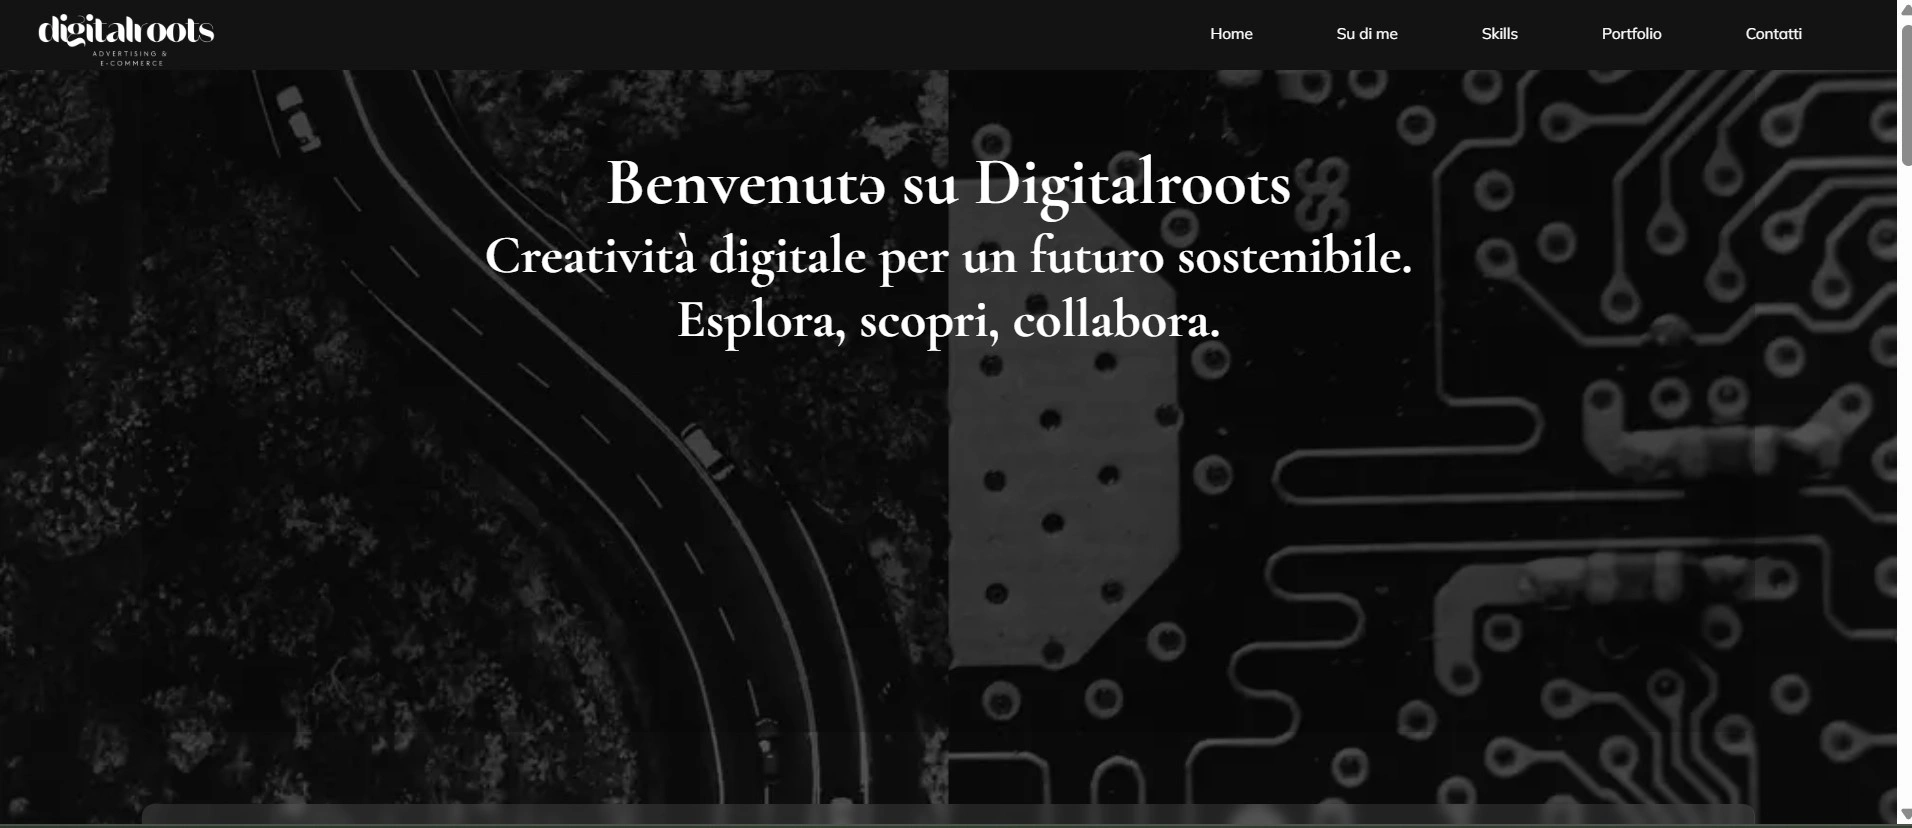 digitalroots
ADVERTISING &
E-COMMERCE
Home Su di me Skills Portfolio Contatti
Benvenutə su Digitalroots
Creatività digitale per un futuro sostenibile.
Esplora, scopri, collabora.